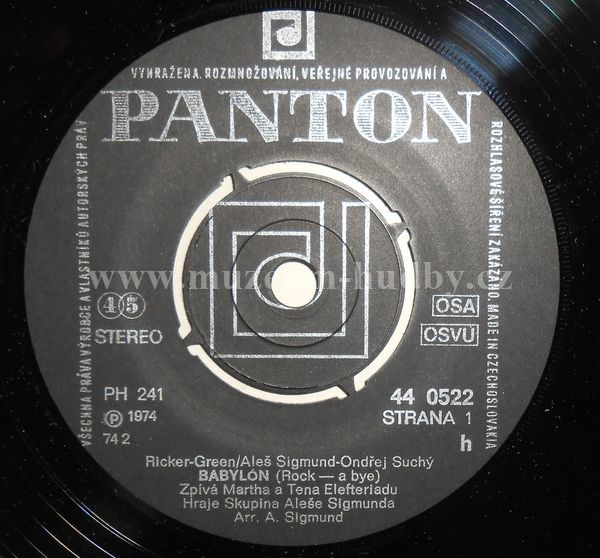 VŠECHNA PRÁVA VÝROBCE A VLASTNÍKŮ AUTORSKÝCH PRÁV VYHRAŽENA. ROZMNOŽOVÁNÍ, VEŘEJNÉ PROVOZOVÁNÍ A ROZHLASOVÉ ŠÍŘENÍ ZAKÁZÁNO. MADE IN CZECHOSLOVAKIA
PANTON
www.muzeum-hudby.cz
45
STEREO
OSA
OSVU
PH 241
℗ 1974
74 2
44 0522
STRANA 1
h
Ricker-Green/Aleš Sigmund-Ondřej Suchý
BABYLÓN (Rock — a bye)
Zpívá Martha a Tena Elefteriadu
Hraje Skupina Aleše Sigmunda
Arr. A. Sigmund